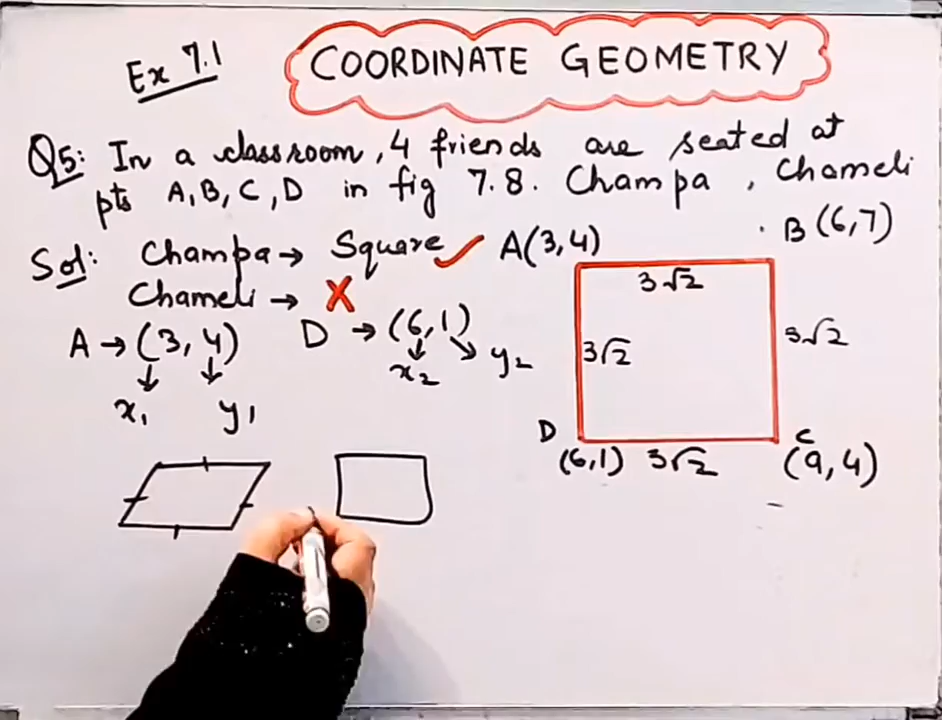 Ex 7.1
COORDINATE GEOMETRY
Q5: In a classroom, 4 friends are seated at
pts A, B, C, D in fig 7.8. Champa, Chameli
Sol: Champa → Square ✓
Chameli → X
A → (3, 4)
x1 y1
D → (6, 1)
x2 y2
A(3, 4)
B (6, 7)
3√2
3√2
3√2
D
(6, 1) 3√2
C
(9, 4)